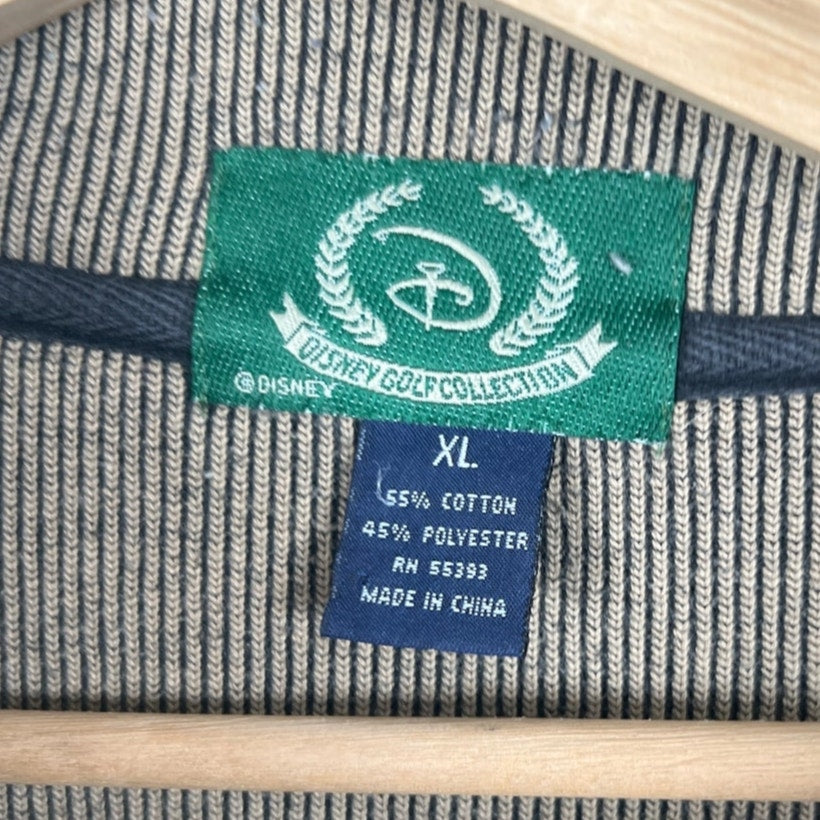 D
DISNEY GOLF COLLECTION
© DISNEY
XL
55% COTTON
45% POLYESTER
RN 55393
MADE IN CHINA